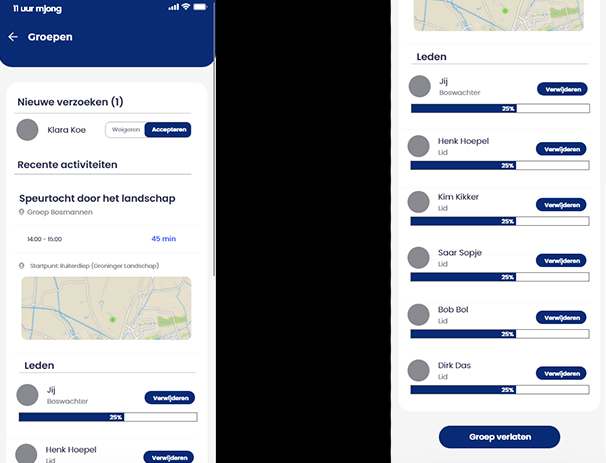 11 uur mjong
Groepen
Nieuwe verzoeken (1)
Klara Koe
Weigeren
Accepteren
Recente activiteiten
Speurtocht door het landschap
Groep Bosmannen
14:00 - 15:00
45 min
Startpunt: Ruiterdiep (Groninger Landschap)
Leden
Jij
Boswachter
Verwijderen
25%
Henk Hoepel
Lid
Verwijderen
Leden
Jij
Boswachter
Verwijderen
25%
Henk Hoepel
Lid
Verwijderen
25%
Kim Kikker
Lid
Verwijderen
25%
Saar Sopje
Lid
Verwijderen
25%
Bob Bol
Lid
Verwijderen
25%
Dirk Das
Lid
Verwijderen
25%
Groep verlaten